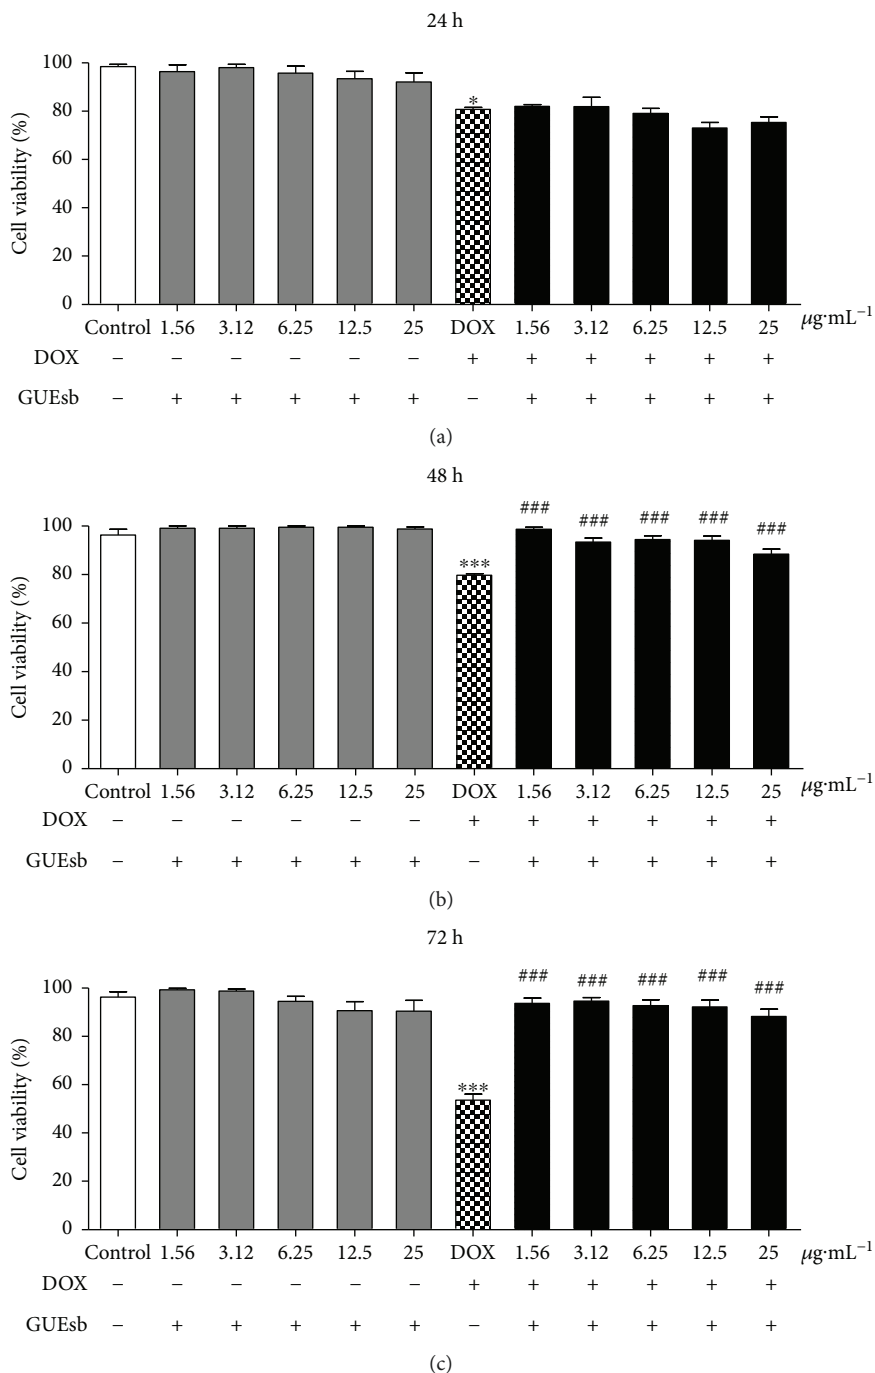 24 h
Cell viability (%)
100
80
60
40
20
0
*
Control 1.56 3.12 6.25 12.5 25 DOX 1.56 3.12 6.25 12.5 25 μg·mL⁻¹
DOX − − − − − − + + + + + +
GUEsb − + + + + + − + + + + +
(a)
48 h
Cell viability (%)
100
80
60
40
20
0
*** ### ### ### ### ###
Control 1.56 3.12 6.25 12.5 25 DOX 1.56 3.12 6.25 12.5 25 μg·mL⁻¹
DOX − − − − − − + + + + + +
GUEsb − + + + + + − + + + + +
(b)
72 h
Cell viability (%)
100
80
60
40
20
0
*** ### ### ### ### ###
Control 1.56 3.12 6.25 12.5 25 DOX 1.56 3.12 6.25 12.5 25 μg·mL⁻¹
DOX − − − − − − + + + + + +
GUEsb − + + + + + − + + + + +
(c)